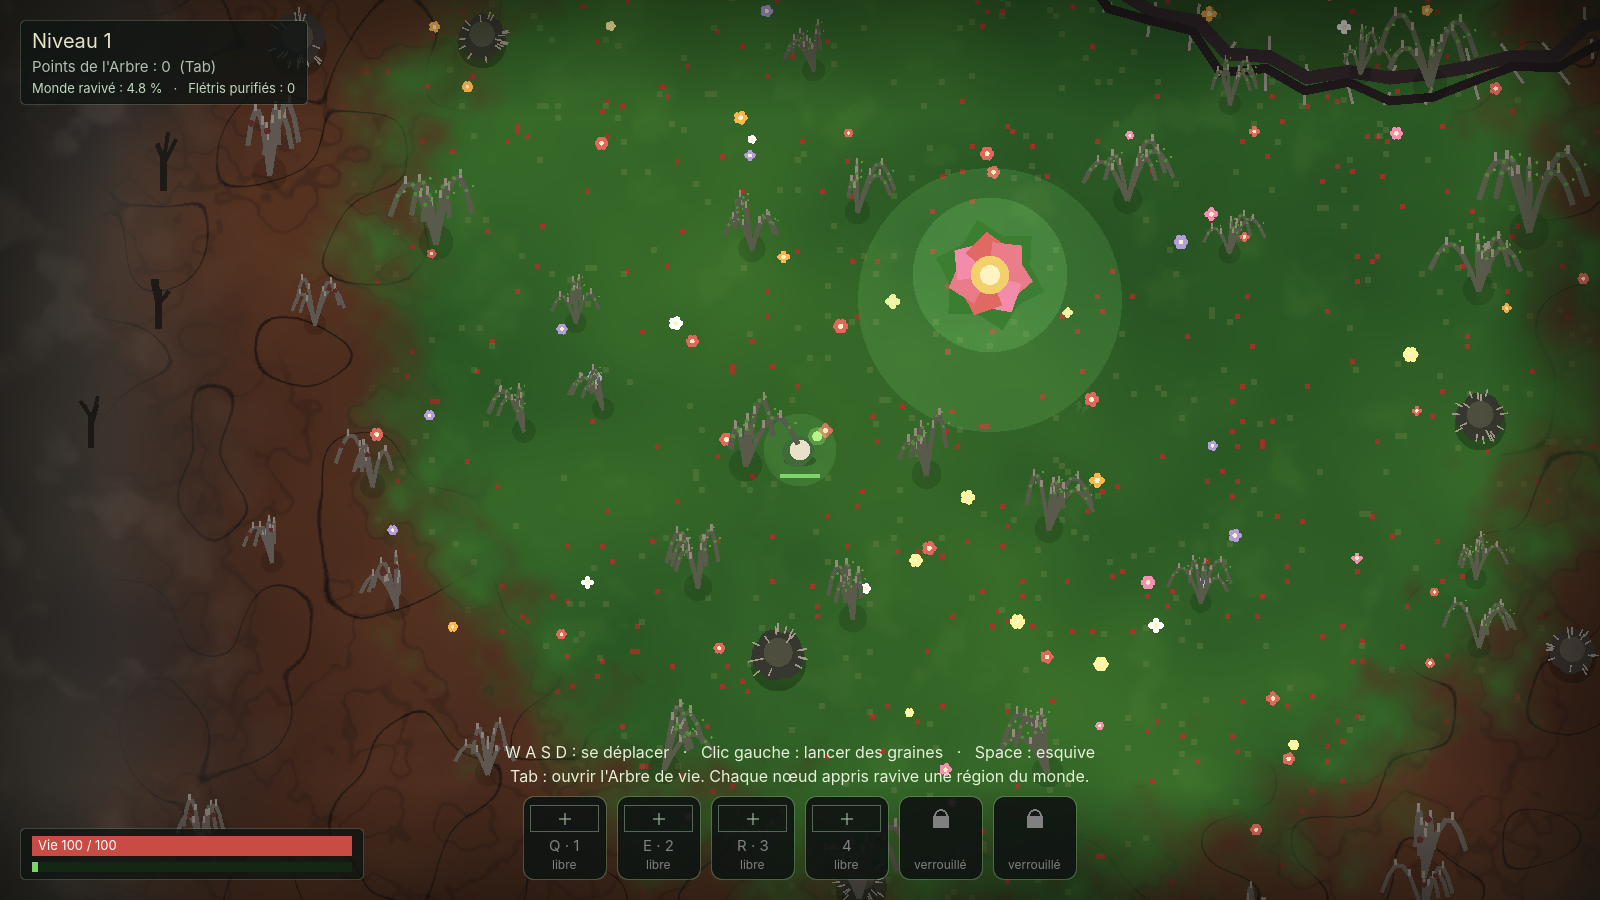 Niveau 1
Points de l'Arbre : 0  (Tab)
Monde ravivé : 4.8 %  ·  Flétris purifiés : 0
W A S D : se déplacer  ·  Clic gauche : lancer des graines  ·  Space : esquive
Tab : ouvrir l'Arbre de vie. Chaque nœud appris ravive une région du monde.
Q · 1
E · 2
R · 3
4
libre
libre
libre
libre
verrouillé
verrouillé
Vie 100 / 100